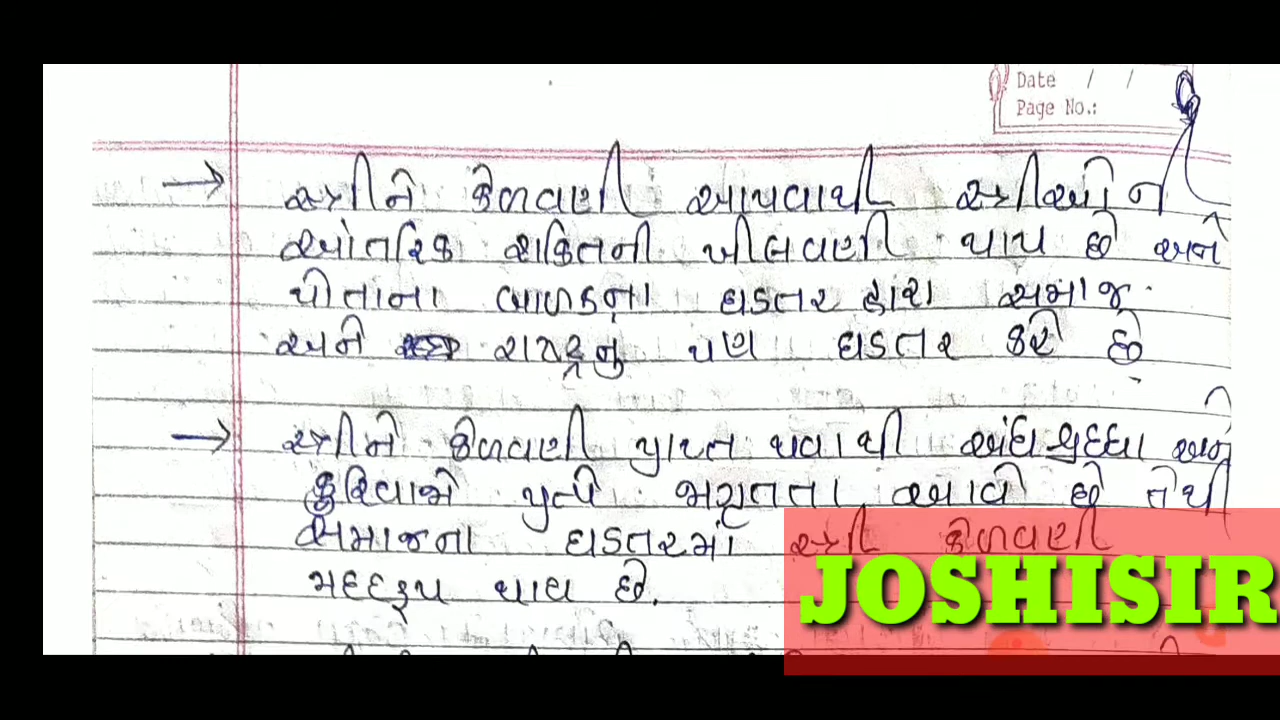 Date / /
Page No.:
→ સ્ત્રીને કેળવણી આપવાથી સ્ત્રીઓની
આંતરિક શક્તિની ખીલવણી થાય છે અને
પોતાના બાળકના ઘડતર દ્વારા સમાજ
અને રાષ્ટ્રનું પણ ઘડતર કરે છે
→ સ્ત્રીને કેળવણી પ્રાપ્ત થવાથી અંધશ્રદ્ધા અને
કુરિવાજો પ્રત્યે જાગૃતતા આવે છે તેથી
સમાજના ઘડતરમાં સ્ત્રી કેળવણી
મદદરૂપ થાય છે.
JOSHISIR